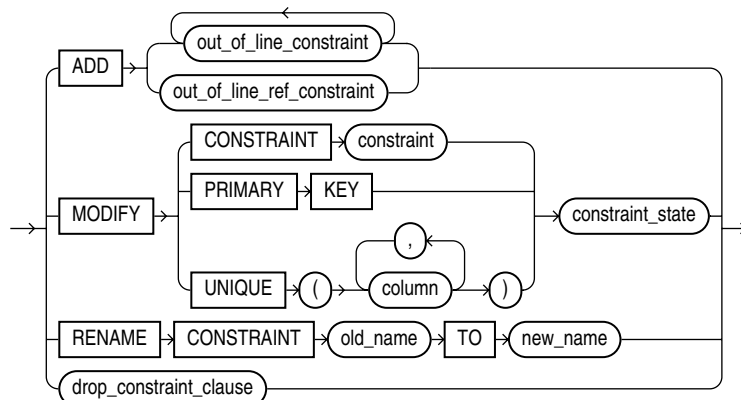 out_of_line_constraint
ADD
out_of_line_ref_constraint
CONSTRAINT constraint
PRIMARY KEY
MODIFY constraint_state
,
UNIQUE ( column )
RENAME CONSTRAINT old_name TO new_name
drop_constraint_clause